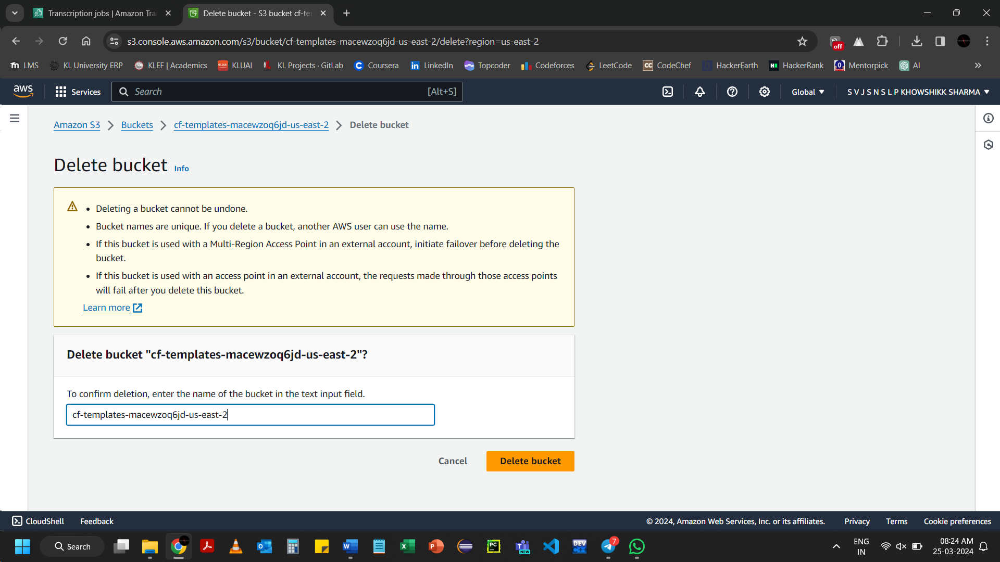 Transcription jobs | Amazon Tra
Delete bucket - S3 bucket cf-te
s3.console.aws.amazon.com/s3/bucket/cf-templates-macewzoq6jd-us-east-2/delete?region=us-east-2
off
LMS
KL University ERP
KLEF | Academics
KLUAI
KL Projects · GitLab
Coursera
LinkedIn
Topcoder
Codeforces
LeetCode
CodeChef
HackerEarth
HackerRank
Mentorpick
AI
aws
Services
Search
[Alt+S]
Global
S V J S N S L P KHOWSHIKK SHARMA
Amazon S3
Buckets
cf-templates-macewzoq6jd-us-east-2
Delete bucket
Delete bucket Info
• Deleting a bucket cannot be undone.
• Bucket names are unique. If you delete a bucket, another AWS user can use the name.
• If this bucket is used with a Multi-Region Access Point in an external account, initiate failover before deleting the
bucket.
• If this bucket is used with an access point in an external account, the requests made through those access points
will fail after you delete this bucket.
Learn more
Delete bucket "cf-templates-macewzoq6jd-us-east-2"?
To confirm deletion, enter the name of the bucket in the text input field.
cf-templates-macewzoq6jd-us-east-2
Cancel
Delete bucket
CloudShell
Feedback
© 2024, Amazon Web Services, Inc. or its affiliates.
Privacy
Terms
Cookie preferences
Search
NEW
7
ENG
IN
08:24 AM
25-03-2024